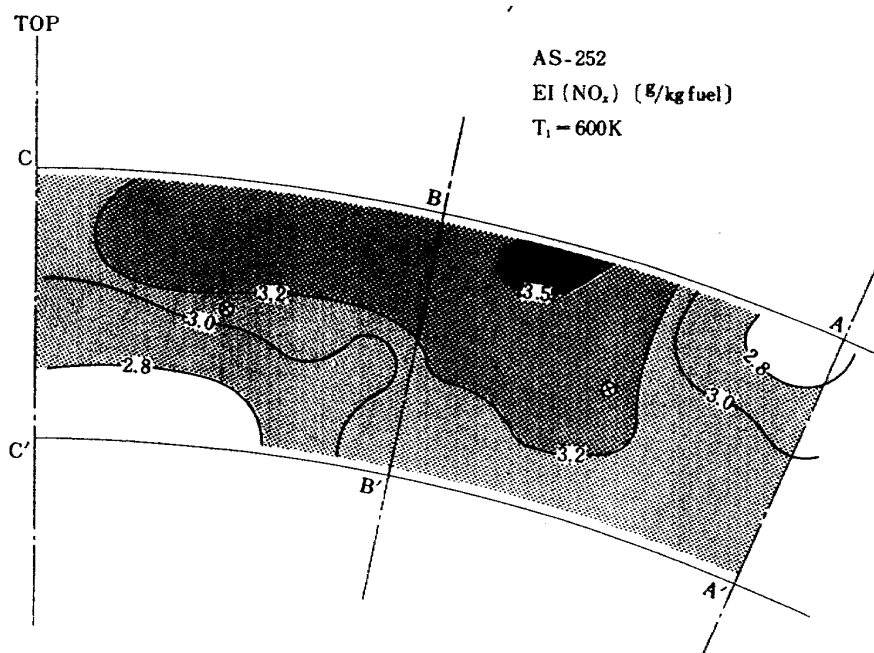 TOP
AS-252
EI (NOₓ) [g/kg fuel]
T₁=600K
C
B
3.2
3.5
3.0
A
2.8
2.8
3.0
C'
3.2
B'
A'